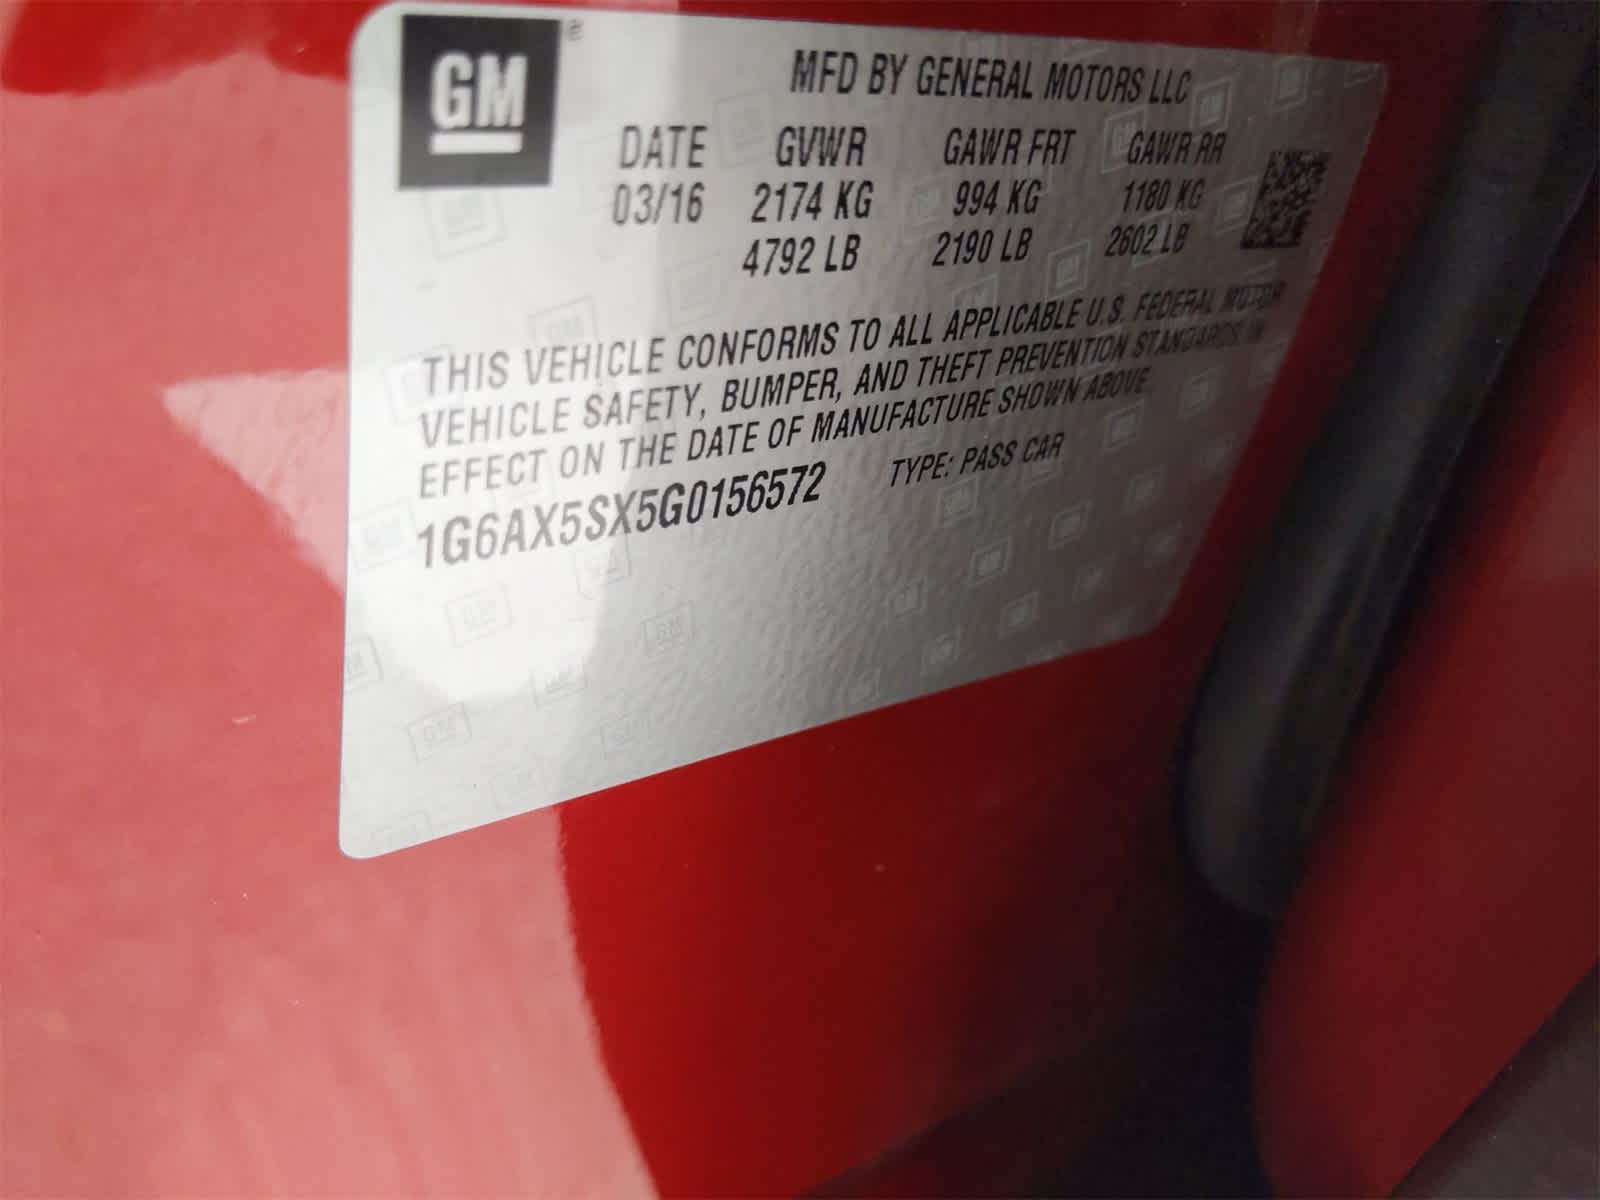 GM
MFD BY GENERAL MOTORS LLC
DATE GVWR GAWR FRT GAWR RR
03/16 2174 KG 994 KG 1180 KG
4792 LB 2190 LB 2602 LB
THIS VEHICLE CONFORMS TO ALL APPLICABLE U.S. FEDERAL MOTOR
VEHICLE SAFETY, BUMPER, AND THEFT PREVENTION STANDARDS IN
EFFECT ON THE DATE OF MANUFACTURE SHOWN ABOVE
1G6AX5SX5G0156572 TYPE: PASS CAR